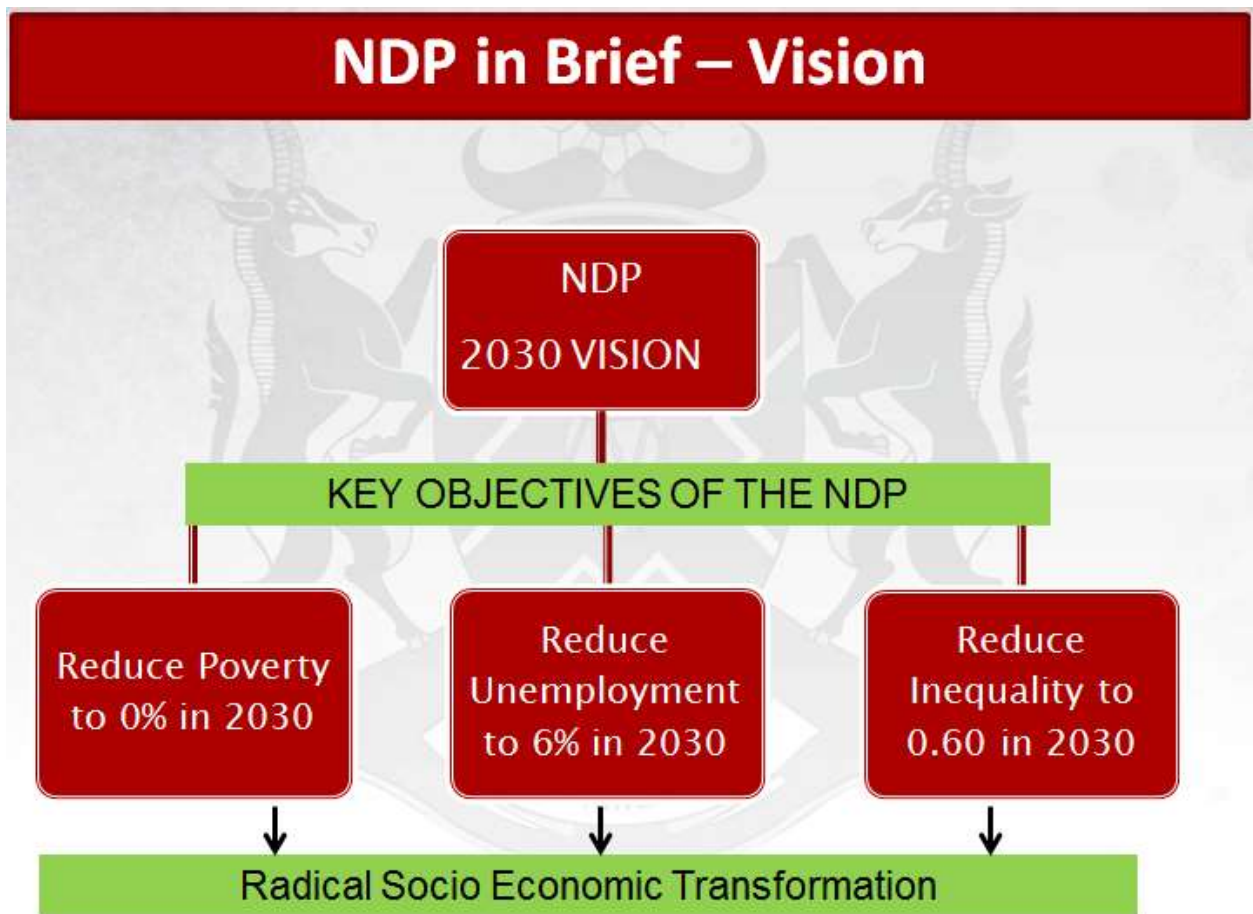 NDP in Brief – Vision
NDP
2030 VISION
KEY OBJECTIVES OF THE NDP
Reduce Poverty
to 0% in 2030
Reduce
Unemployment
to 6% in 2030
Reduce
Inequality to
0.60 in 2030
Radical Socio Economic Transformation